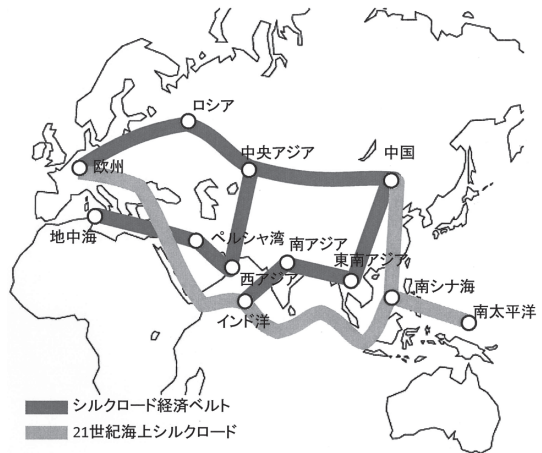 ロシア
中央アジア
中国
欧州
地中海
ペルシャ湾
南アジア
東南アジア
西アジア
インド洋
南シナ海
南太平洋
シルクロード経済ベルト
21世紀海上シルクロード